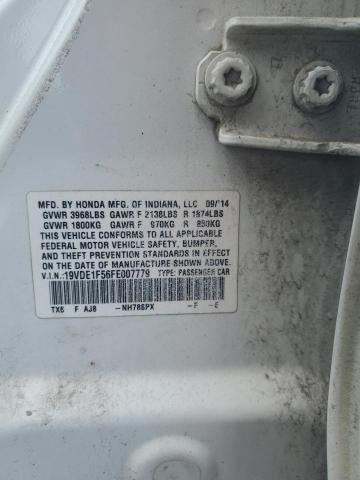 MFD. BY HONDA MFG. OF INDIANA, LLC 09/14
GVWR 3968LBS GAWR F 2138LBS R 1874LBS
GVWR 1800KG GAWR F 970KG R 850KG
THIS VEHICLE CONFORMS TO ALL APPLICABLE
FEDERAL MOTOR VEHICLE SAFETY, BUMPER,
AND THEFT PREVENTION STANDARDS IN EFFECT
ON THE DATE OF MANUFACTURE SHOWN ABOVE.
V.I.N.:19VDE1F56FE007779 TYPE: PASSENGER CAR
TX6 F AJ8 -NH788PX -F -E